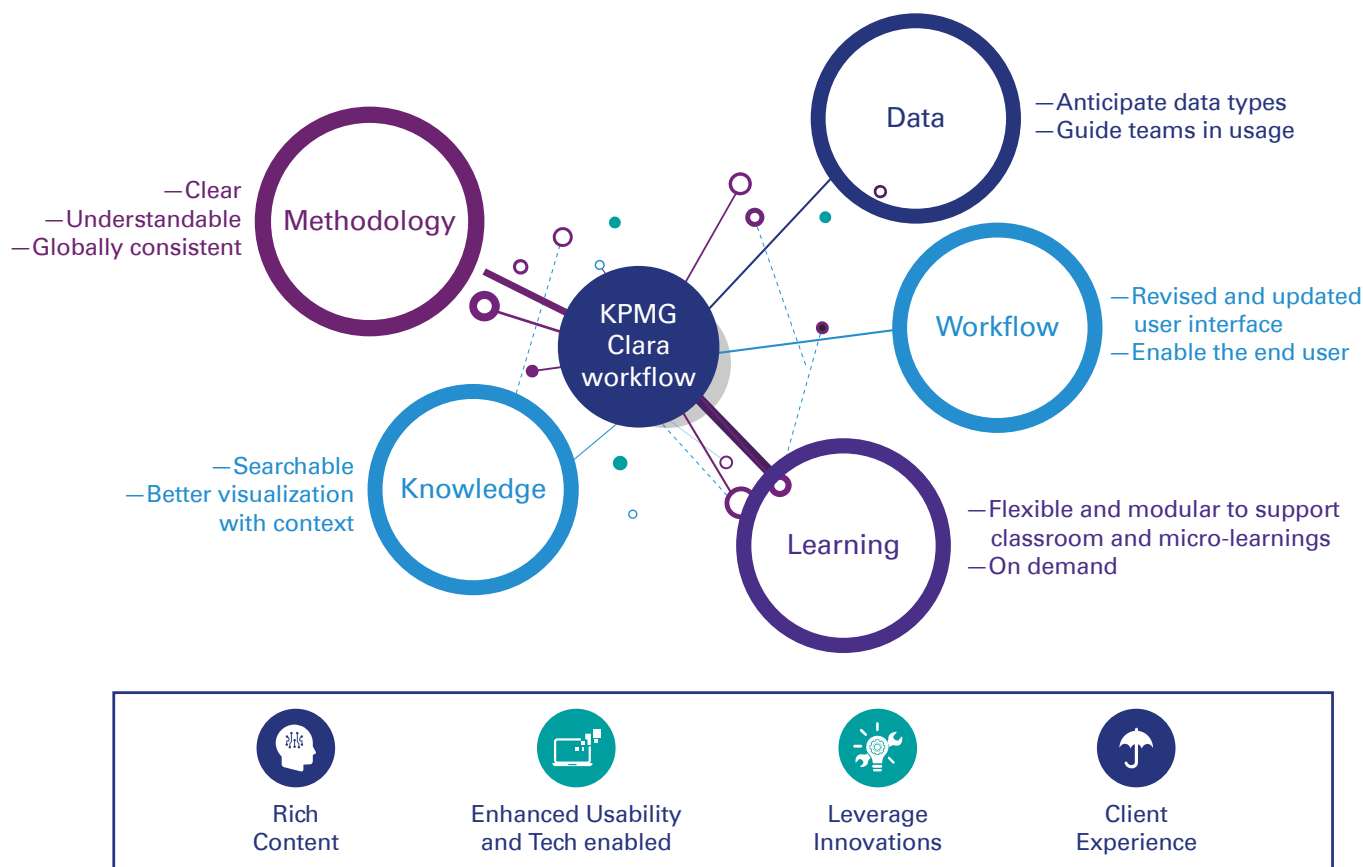 Data
—Anticipate data types
—Guide teams in usage
—Clear
—Understandable
—Globally consistent
Methodology
KPMG
Clara
workflow
Workflow
—Revised and updated
user interface
—Enable the end user
—Searchable
—Better visualization
with context
Knowledge
Learning
—Flexible and modular to support
classroom and micro-learnings
—On demand
Rich
Content
Enhanced Usability
and Tech enabled
Leverage
Innovations
Client
Experience